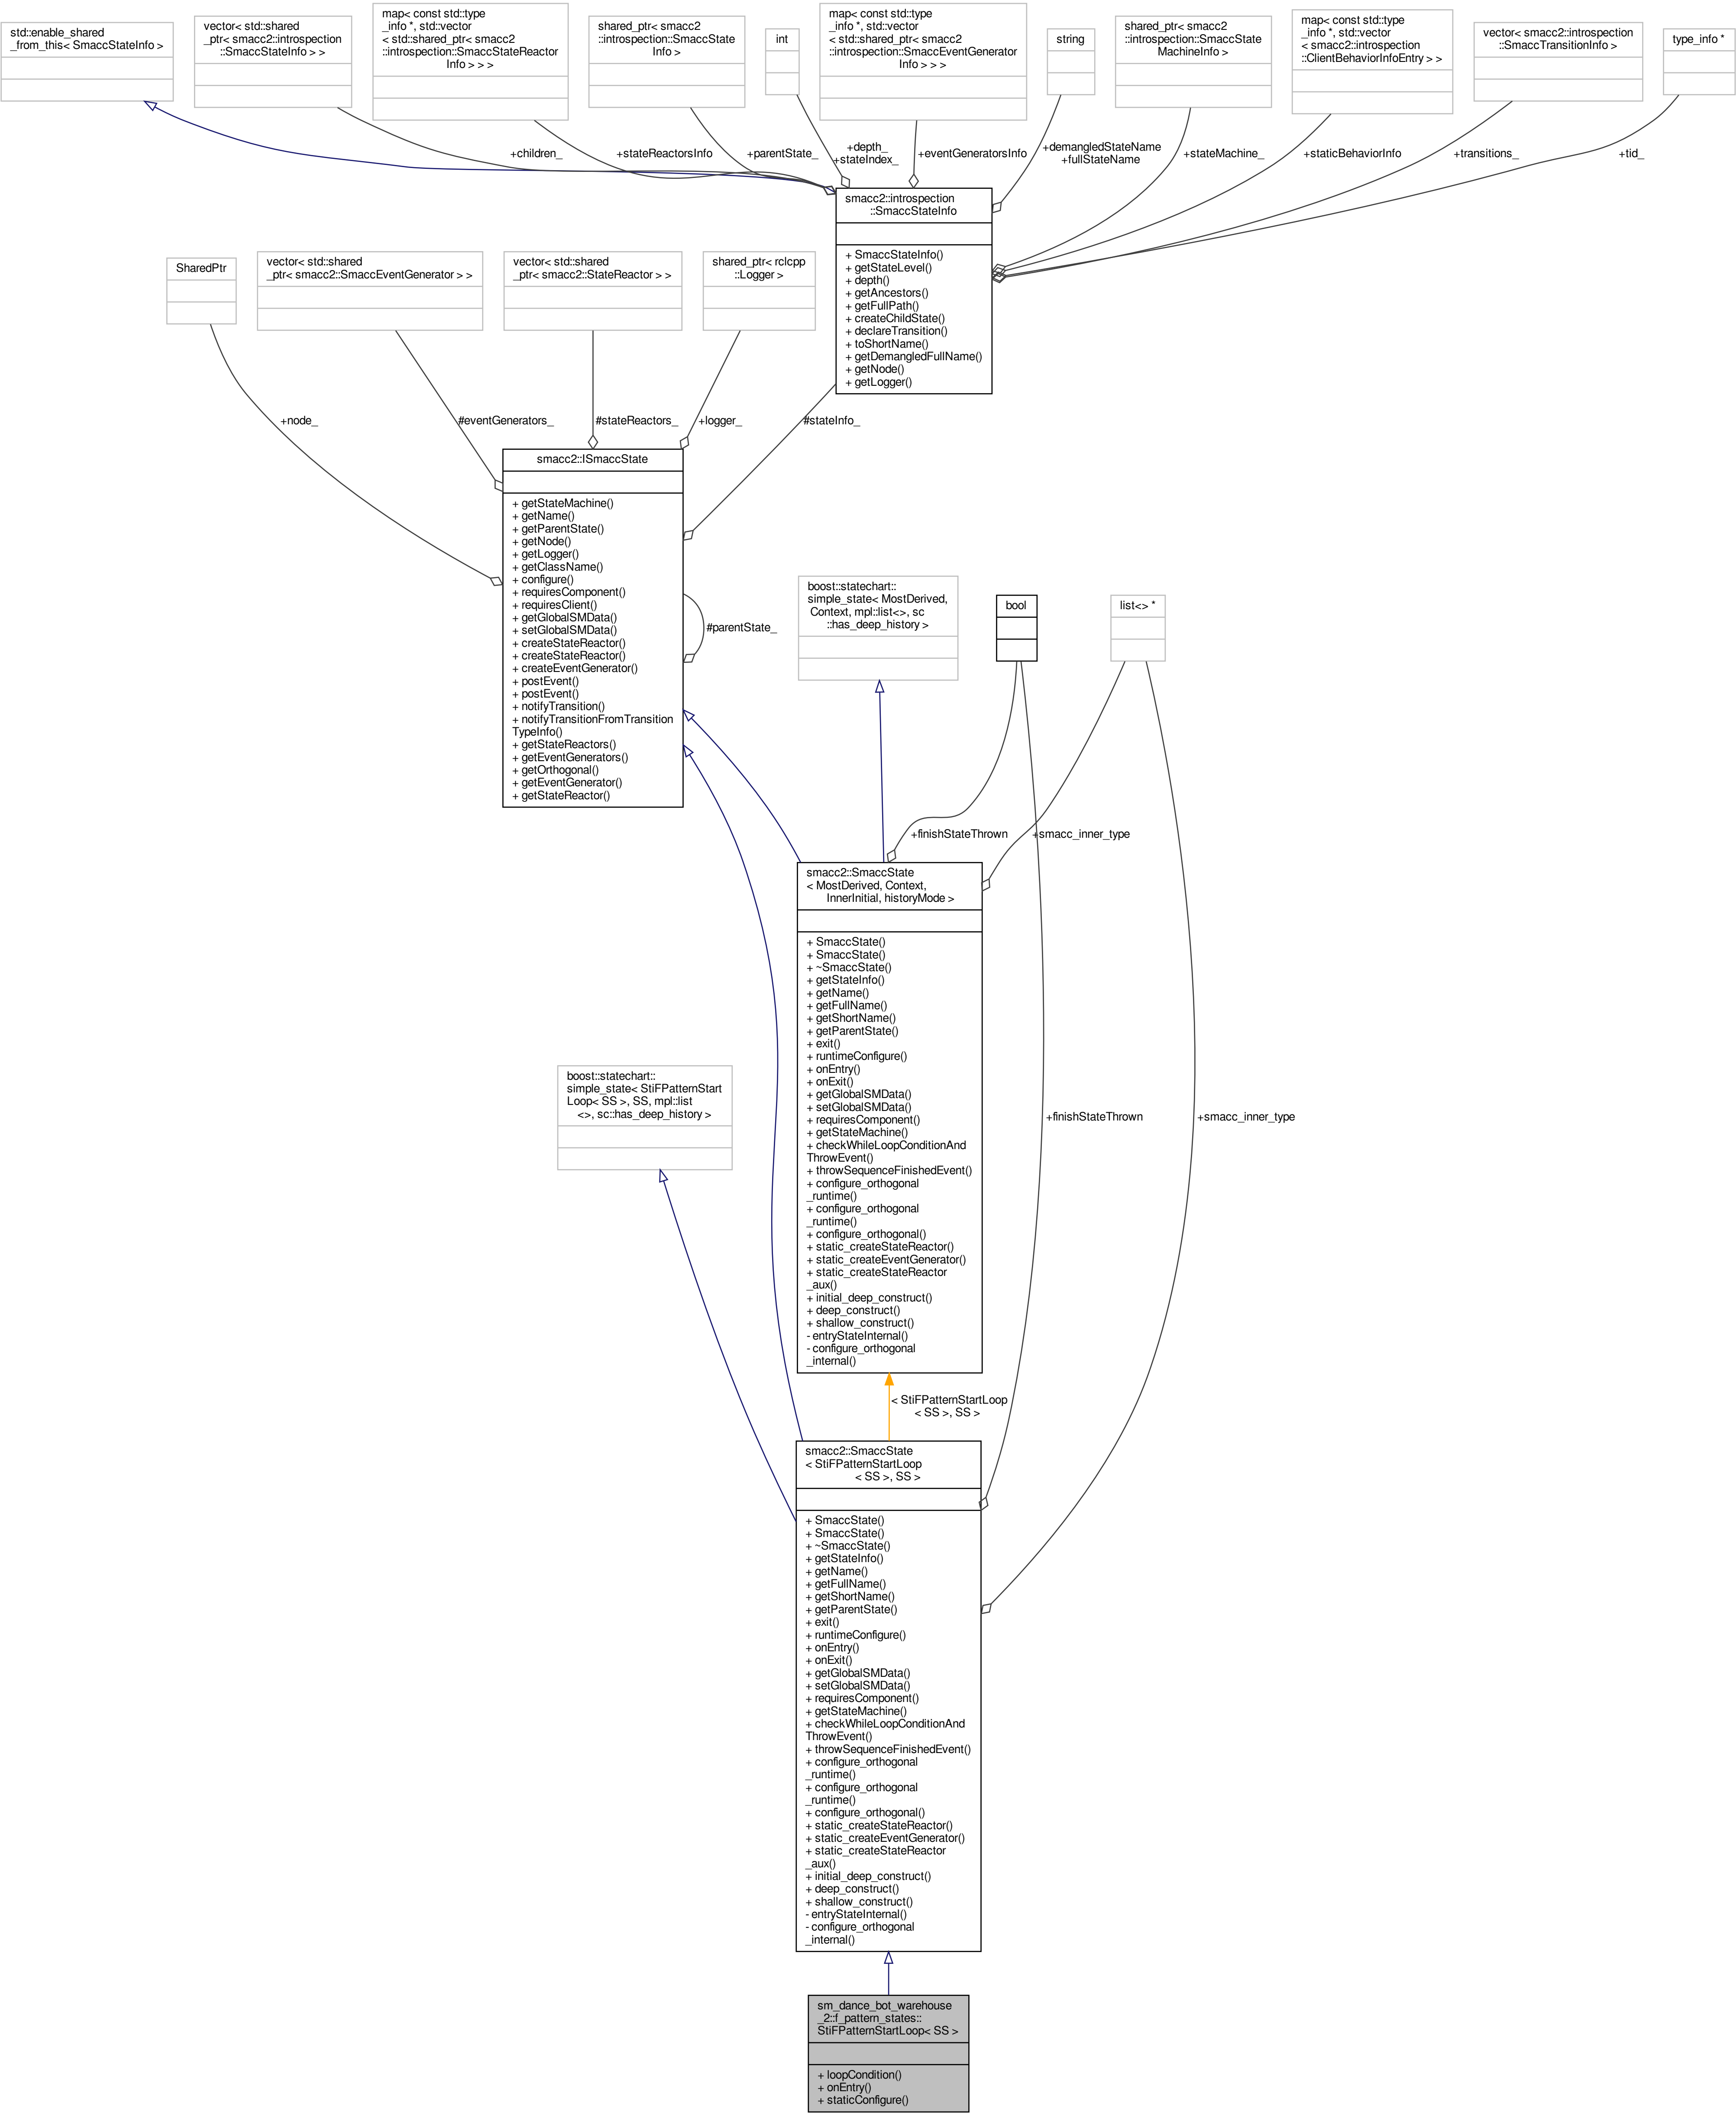 std::enable_shared
_from_this< SmaccStateInfo >
vector< std::shared
_ptr< smacc2::introspection
::SmaccStateInfo > >
map< const std::type
_info *, std::vector
< std::shared_ptr< smacc2
::introspection::SmaccStateReactor
Info > > >
shared_ptr< smacc2
::introspection::SmaccState
Info >
int
map< const std::type
_info *, std::vector
< std::shared_ptr< smacc2
::introspection::SmaccEventGenerator
Info > > >
string
shared_ptr< smacc2
::introspection::SmaccState
MachineInfo >
map< const std::type
_info *, std::vector
< smacc2::introspection
::ClientBehaviorInfoEntry > >
vector< smacc2::introspection
::SmaccTransitionInfo >
type_info *
+children_
+stateReactorsInfo
+parentState_
+depth_
+stateIndex_
+eventGeneratorsInfo
+demangledStateName
+fullStateName
+stateMachine_
+staticBehaviorInfo
+transitions_
+tid_
smacc2::introspection
::SmaccStateInfo
+ SmaccStateInfo()
+ getStateLevel()
+ depth()
+ getAncestors()
+ getFullPath()
+ createChildState()
+ declareTransition()
+ toShortName()
+ getDemangledFullName()
+ getNode()
+ getLogger()
SharedPtr
vector< std::shared
_ptr< smacc2::SmaccEventGenerator > >
vector< std::shared
_ptr< smacc2::StateReactor > >
shared_ptr< rclcpp
::Logger >
+node_
#eventGenerators_
#stateReactors_
+logger_
#stateInfo_
smacc2::ISmaccState
+ getStateMachine()
+ getName()
+ getParentState()
+ getNode()
+ getLogger()
+ getClassName()
+ configure()
+ requiresComponent()
+ requiresClient()
+ getGlobalSMData()
+ setGlobalSMData()
+ createStateReactor()
+ createStateReactor()
+ createEventGenerator()
+ postEvent()
+ postEvent()
+ notifyTransition()
+ notifyTransitionFromTransition
TypeInfo()
+ getStateReactors()
+ getEventGenerators()
+ getOrthogonal()
+ getEventGenerator()
+ getStateReactor()
#parentState_
boost::statechart::
simple_state< MostDerived,
Context, mpl::list<>, sc
::has_deep_history >
bool
list<> *
+finishStateThrown
+smacc_inner_type
smacc2::SmaccState
< MostDerived, Context,
InnerInitial, historyMode >
+ SmaccState()
+ SmaccState()
+ ~SmaccState()
+ getStateInfo()
+ getName()
+ getFullName()
+ getShortName()
+ getParentState()
+ exit()
+ runtimeConfigure()
+ onEntry()
+ onExit()
+ getGlobalSMData()
+ setGlobalSMData()
+ requiresComponent()
+ getStateMachine()
+ checkWhileLoopConditionAnd
ThrowEvent()
+ throwSequenceFinishedEvent()
+ configure_orthogonal
_runtime()
+ configure_orthogonal
_runtime()
+ configure_orthogonal()
+ static_createStateReactor()
+ static_createEventGenerator()
+ static_createStateReactor
_aux()
+ initial_deep_construct()
+ deep_construct()
+ shallow_construct()
- entryStateInternal()
- configure_orthogonal
_internal()
boost::statechart::
simple_state< StiFPatternStart
Loop< SS >, SS, mpl::list
<>, sc::has_deep_history >
+finishStateThrown
+smacc_inner_type
< StiFPatternStartLoop
< SS >, SS >
smacc2::SmaccState
< StiFPatternStartLoop
< SS >, SS >
+ SmaccState()
+ SmaccState()
+ ~SmaccState()
+ getStateInfo()
+ getName()
+ getFullName()
+ getShortName()
+ getParentState()
+ exit()
+ runtimeConfigure()
+ onEntry()
+ onExit()
+ getGlobalSMData()
+ setGlobalSMData()
+ requiresComponent()
+ getStateMachine()
+ checkWhileLoopConditionAnd
ThrowEvent()
+ throwSequenceFinishedEvent()
+ configure_orthogonal
_runtime()
+ configure_orthogonal
_runtime()
+ configure_orthogonal()
+ static_createStateReactor()
+ static_createEventGenerator()
+ static_createStateReactor
_aux()
+ initial_deep_construct()
+ deep_construct()
+ shallow_construct()
- entryStateInternal()
- configure_orthogonal
_internal()
sm_dance_bot_warehouse
_2::f_pattern_states::
StiFPatternStartLoop< SS >
+ loopCondition()
+ onEntry()
+ staticConfigure()